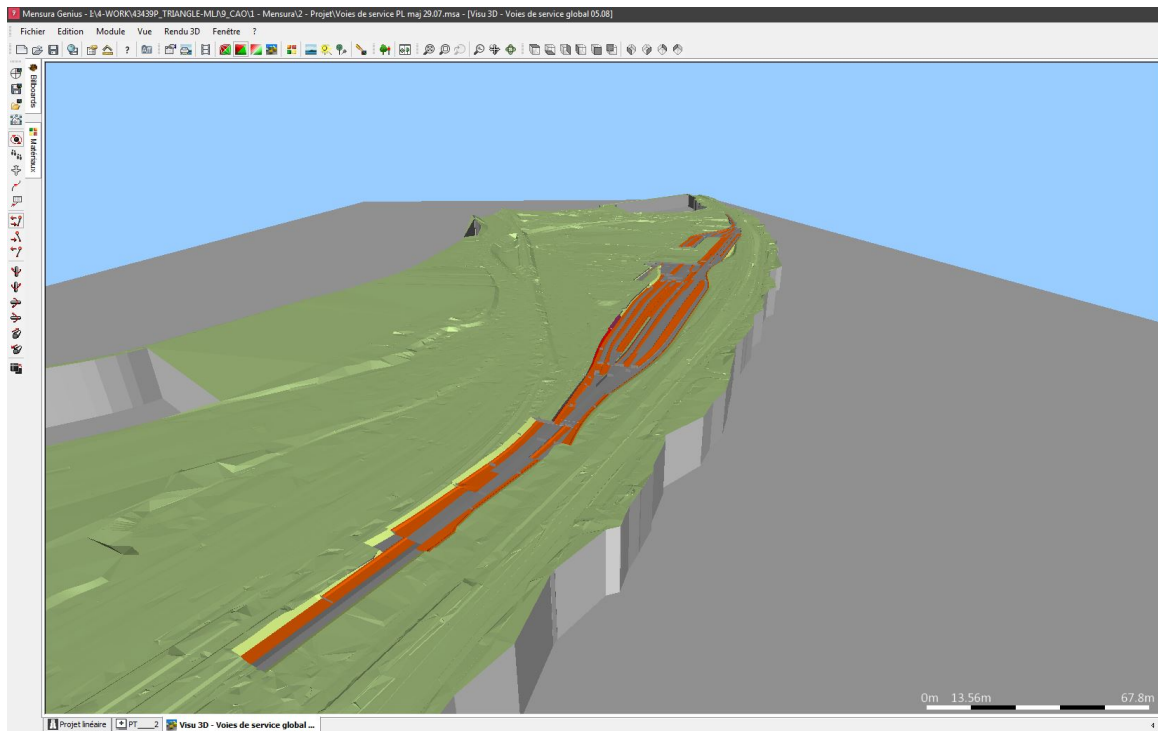 Mensura Genius - I:\4-WORK\43439P_TRIANGLE-MLJ\9_CAO\1 - Mensura\2 - Projet\Voies de service PL maj 29.07.msa - [Visu 3D - Voies de service global 05.08]
Fichier Edition Module Vue Rendu 3D Fenêtre ?
Billboards
Matériaux
0m 13.56m 67.8m
Projet linéaire PT____2 Visu 3D - Voies de service global ...